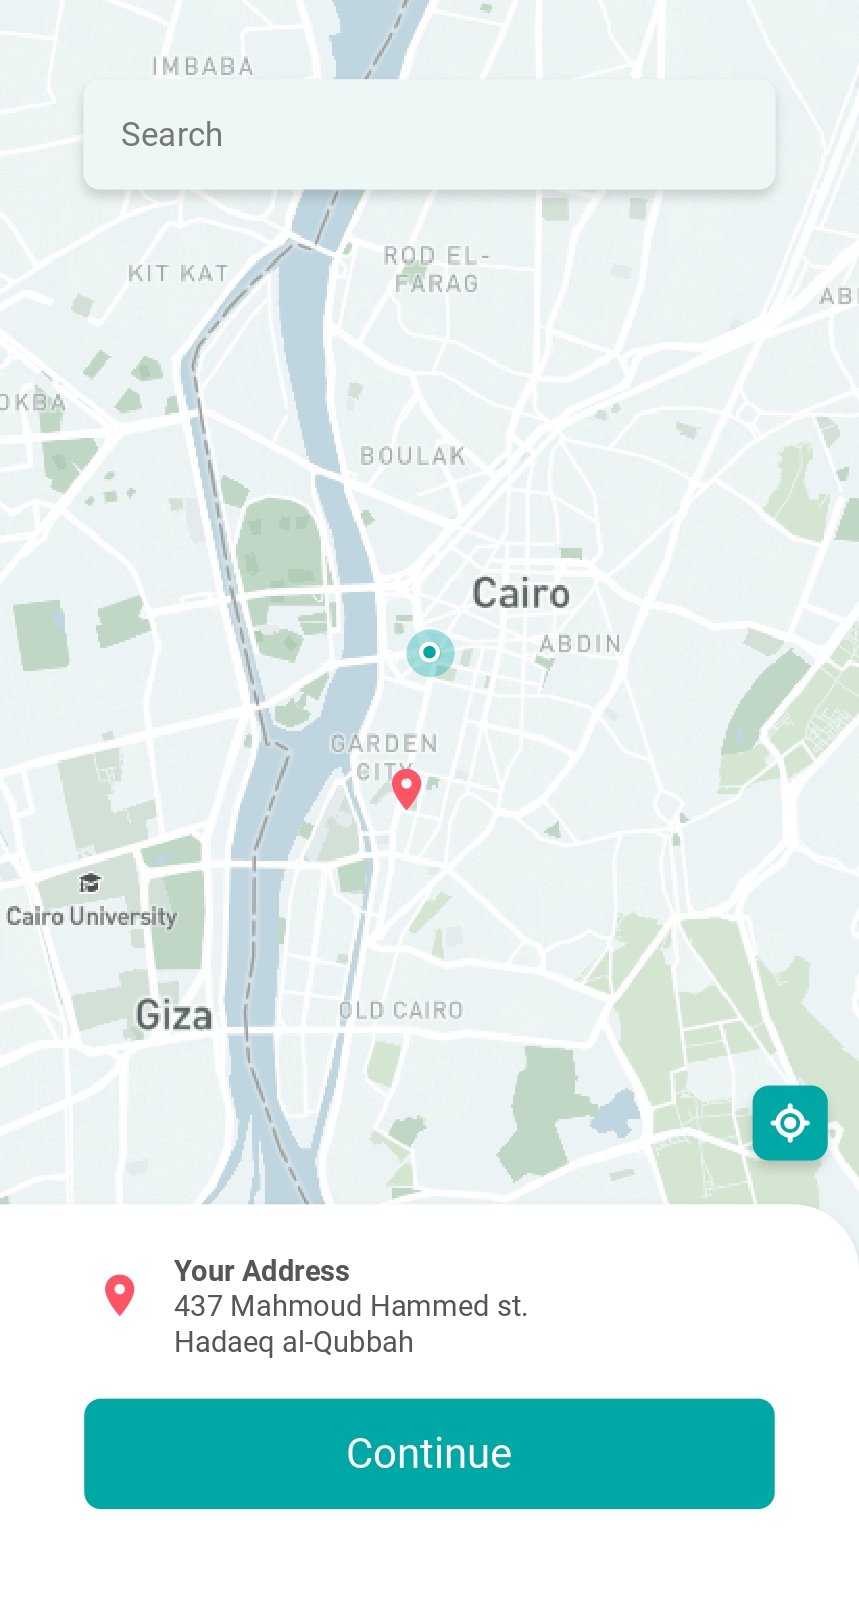 IMBABA
Search
ROD EL-
FARAG
KIT KAT
BOULAK
Cairo
ABDIN
GARDEN
CITY
Cairo University
Giza
OLD CAIRO
Your Address
437 Mahmoud Hammed st.
Hadaeq al-Qubbah
Continue